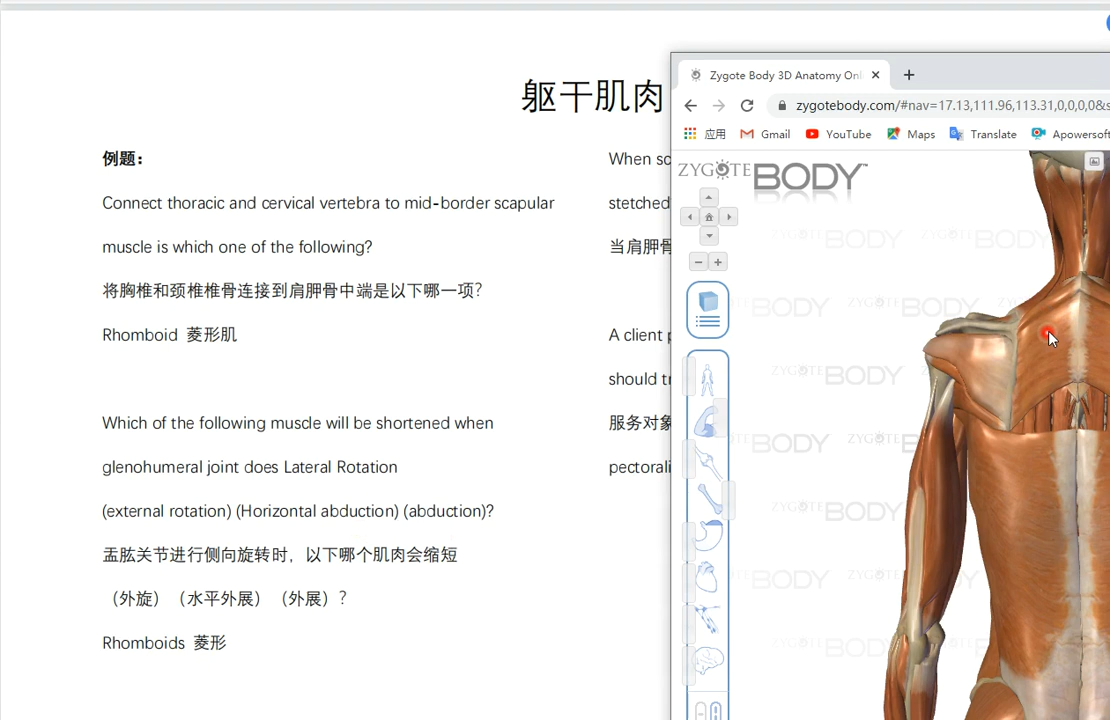 躯干肌肉
例题：
Connect thoracic and cervical vertebra to mid-border scapular
muscle is which one of the following?
将胸椎和颈椎椎骨连接到肩胛骨中端是以下哪一项？
Rhomboid 菱形肌
Which of the following muscle will be shortened when
glenohumeral joint does Lateral Rotation
(external rotation) (Horizontal abduction) (abduction)?
盂肱关节进行侧向旋转时，以下哪个肌肉会缩短
（外旋）（水平外展）（外展）？
Rhomboids 菱形
When
stetched
当肩胛骨
A client
should
服务对象
pectorali
Zygote Body 3D Anatomy Onl
zygotebody.com/#nav=17.13,111.96,113.31,0,0,0,0&s
应用 Gmail YouTube Maps Translate Apowersoft
ZYGOTE BODY™